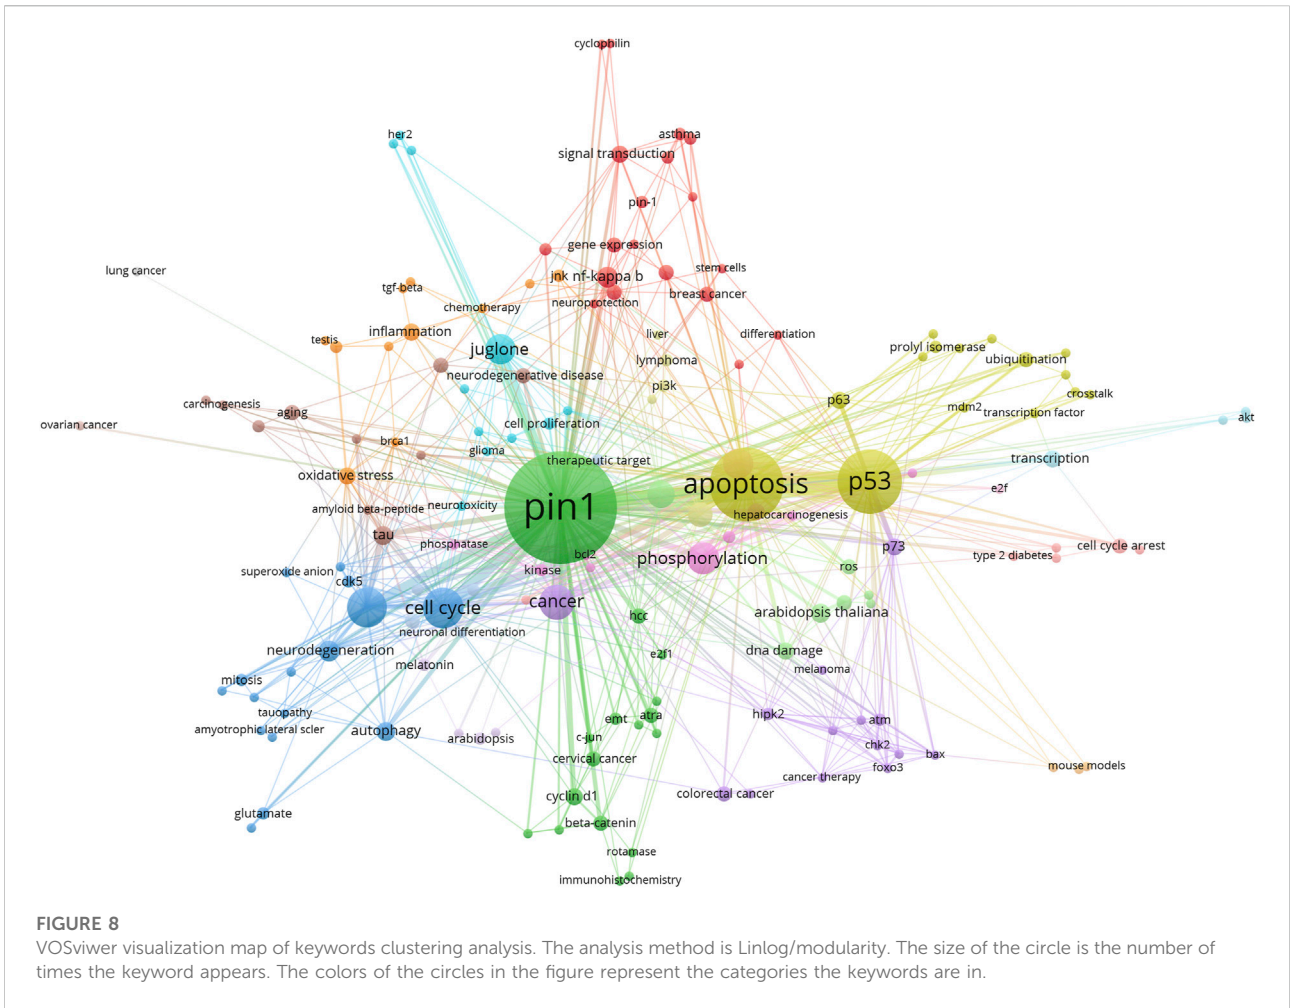 cyclophilin
her2
asthma
signal transduction
pin-1
gene expression
lung cancer
stem cells
jnk nf-kappa b
tgf-beta
breast cancer
neuroprotection
chemotherapy
inflammation
liver
differentiation
testis
prolyl isomerase
juglone
ubiquitination
lymphoma
neurodegenerative disease
pi3k
crosstalk
p63
carcinogenesis
mdm2
aging
transcription factor
akt
ovarian cancer
cell proliferation
brca1
glioma
therapeutic target
transcription
oxidative stress
apoptosis
p53
e2f
pin1
neurotoxicity
amyloid beta-peptide
hepatocarcinogenesis
tau
phosphatase
p73
cell cycle arrest
bcl2
type 2 diabetes
phosphorylation
ros
superoxide anion
kinase
cdk5
cancer
cell cycle
arabidopsis thaliana
hcc
neuronal differentiation
neurodegeneration
e2f1
dna damage
melatonin
melanoma
mitosis
tauopathy
emt
atra
hipk2
atm
amyotrophic lateral scler
autophagy
arabidopsis
c-jun
chk2
bax
cervical cancer
foxo3
mouse models
cancer therapy
cyclin d1
colorectal cancer
glutamate
beta-catenin
rotamase
immunohistochemistry
FIGURE 8
VOSviwer visualization map of keywords clustering analysis. The analysis method is Linlog/modularity. The size of the circle is the number of
times the keyword appears. The colors of the circles in the figure represent the categories the keywords are in.